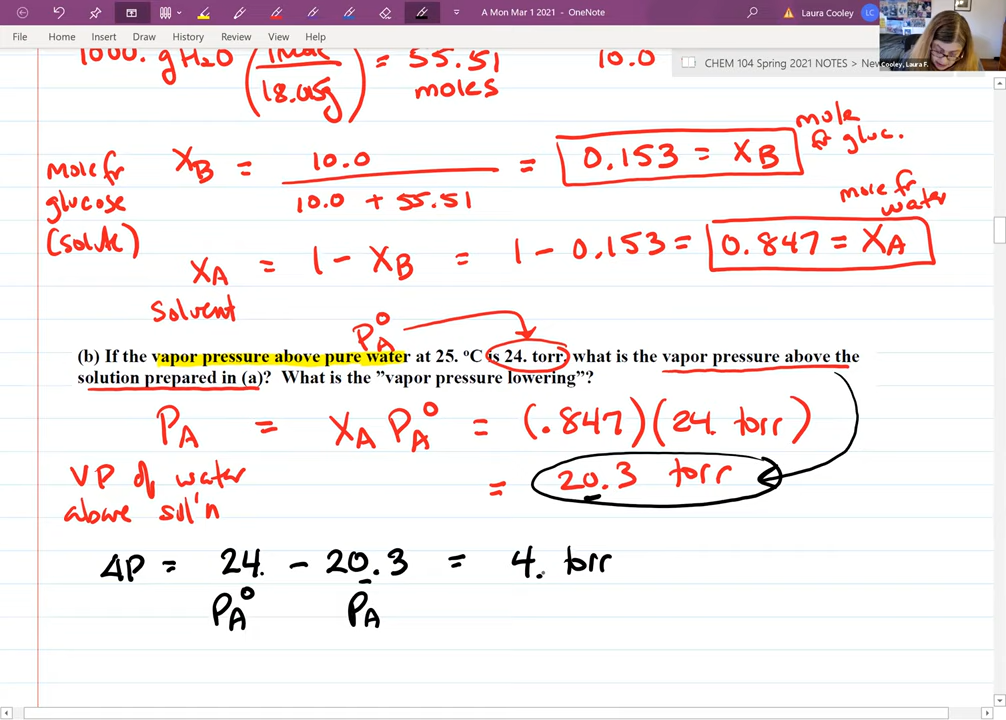 A Mon Mar 1 2021 - OneNote
Laura Cooley
LC
File Home Insert Draw History Review View Help
CHEM 104 Spring 2021 NOTES > New
Cooley, Laura F.
1000. g H2O (1 mol / 18.015g) = 55.51 moles
10.0
mole fr glucose (solute)
XB = 10.0 / 10.0 + 55.51 = 0.153 = XB
mole fr gluc.
XA = 1 - XB = 1 - 0.153 = 0.847 = XA
mole fr water
solvent
PA°
(b) If the vapor pressure above pure water at 25. °C is 24. torr, what is the vapor pressure above the
solution prepared in (a)? What is the ”vapor pressure lowering”?
PA = XA PA° = (.847)(24. torr)
VP of water
above sol'n
= 20.3 torr
ΔP = 24. - 20.3 = 4. torr
PA° PA